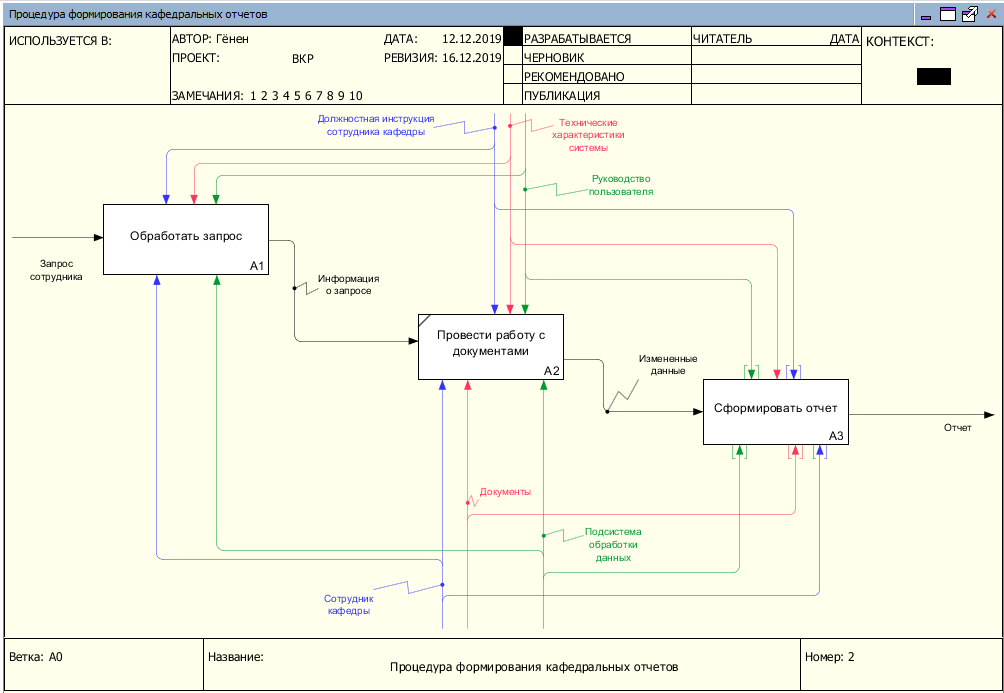 Процедура формирования кафедральных отчетов
ИСПОЛЬЗУЕТСЯ В:
АВТОР: Гёнен
ДАТА: 12.12.2019
ПРОЕКТ: ВКР
РЕВИЗИЯ: 16.12.2019
ЗАМЕЧАНИЯ: 1 2 3 4 5 6 7 8 9 10
РАЗРАБАТЫВАЕТСЯ
ЧЕРНОВИК
РЕКОМЕНДОВАНО
ПУБЛИКАЦИЯ
ЧИТАТЕЛЬ
ДАТА
КОНТЕКСТ:
Должностная инструкция
сотрудника кафедры
Технические
характеристики
системы
Руководство
пользователя
Обработать запрос
A1
Запрос
сотрудника
Информация
о запросе
Провести работу с
документами
A2
Измененные
данные
Сформировать отчет
A3
Отчет
Документы
Подсистема
обработки
данных
Сотрудник
кафедры
Ветка: A0
Название:
Процедура формирования кафедральных отчетов
Номер: 2